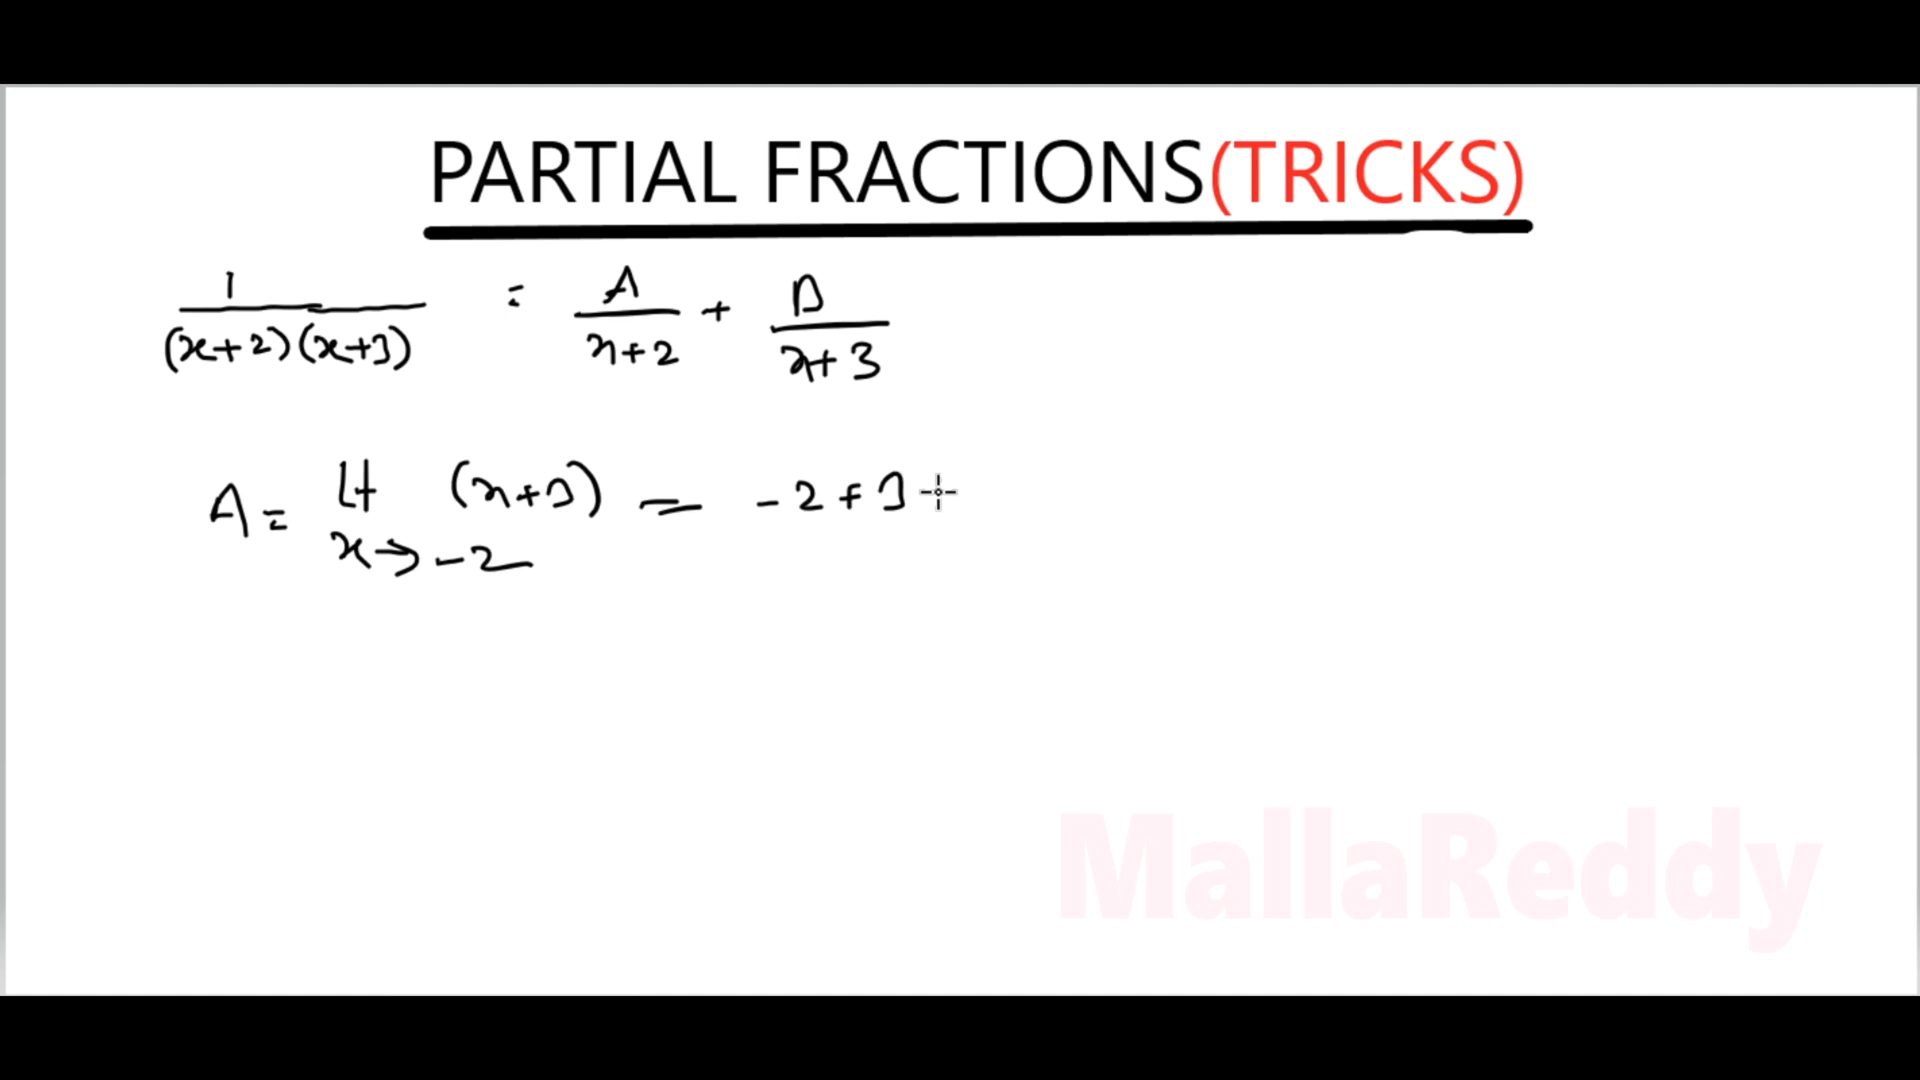 PARTIAL FRACTIONS(TRICKS)
1/(x+2)(x+3) = A/x+2 + B/x+3
A = Lt (x+3) = -2+3
x→-2
MallaReddy